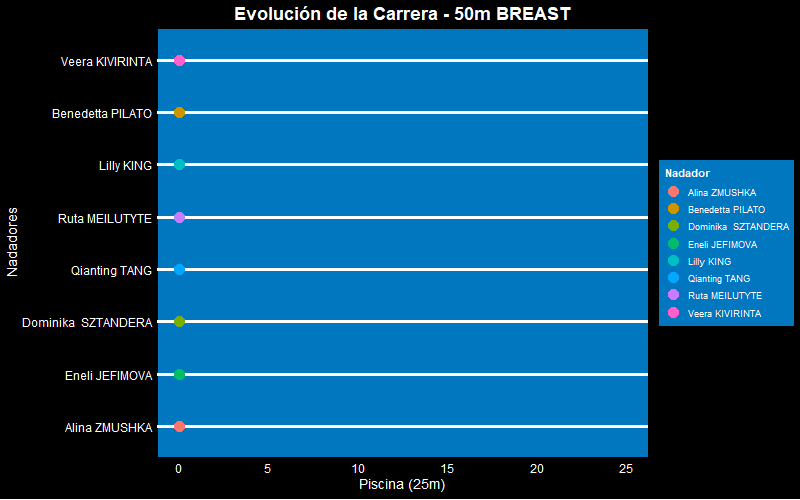 Evolución de la Carrera - 50m BREAST
Nadadores
Veera KIVIRINTA
Benedetta PILATO
Lilly KING
Ruta MEILUTYTE
Qianting TANG
Dominika  SZTANDERA
Eneli JEFIMOVA
Alina ZMUSHKA
0 5 10 15 20 25
Piscina (25m)
Nadador
Alina ZMUSHKA
Benedetta PILATO
Dominika  SZTANDERA
Eneli JEFIMOVA
Lilly KING
Qianting TANG
Ruta MEILUTYTE
Veera KIVIRINTA